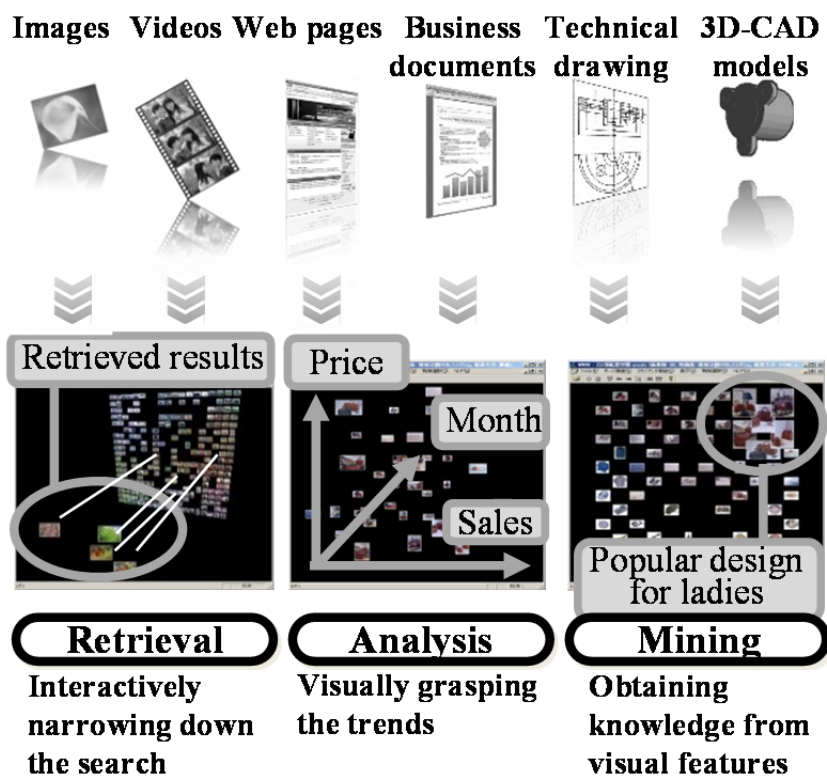 Images Videos Web pages Business documents Technical drawing 3D-CAD models
Retrieved results
Price
Month
Sales
Popular design
for ladies
Retrieval
Analysis
Mining
Interactively
narrowing down
the search
Visually grasping
the trends
Obtaining
knowledge from
visual features